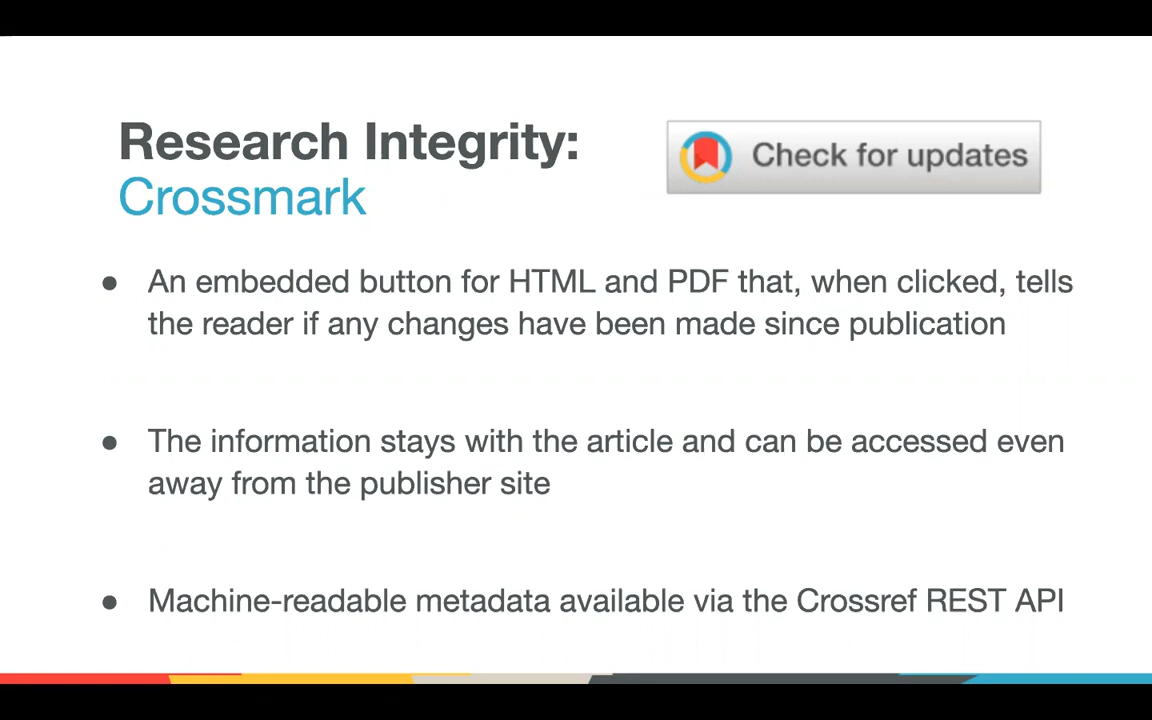 Research Integrity:
Crossmark
Check for updates
● An embedded button for HTML and PDF that, when clicked, tells
the reader if any changes have been made since publication
● The information stays with the article and can be accessed even
away from the publisher site
● Machine-readable metadata available via the Crossref REST API